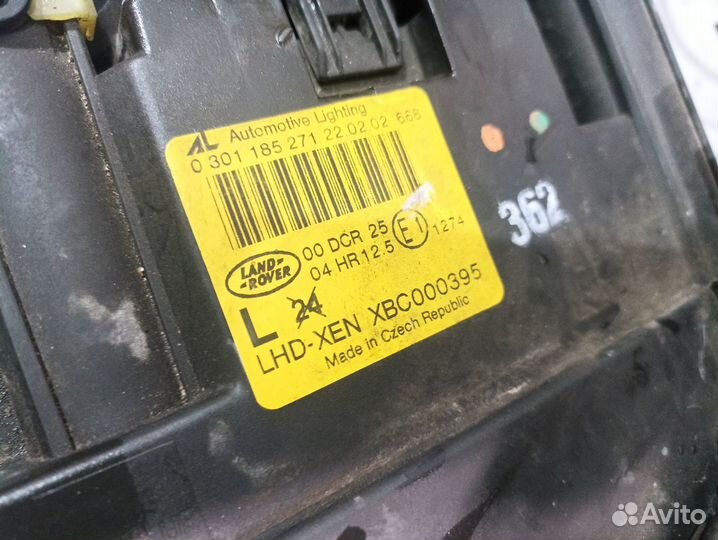 AL Automotive Lighting
0 301 185 271 22.02.02 668
LAND-
-ROVER
00 DCR 25
04 HR12.5
E1
1274
L 24
LHD-XEN XBC000395
Made in Czech Republic
362
Avito